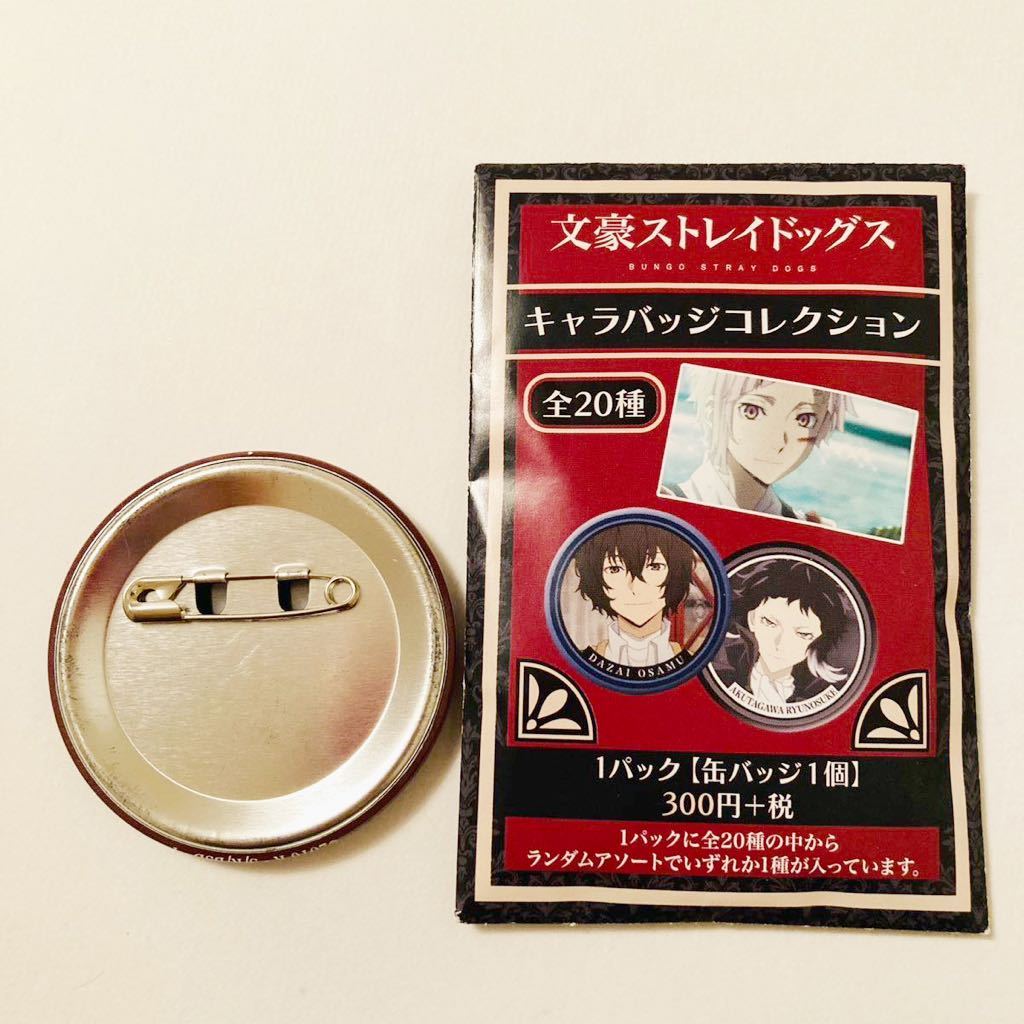 文豪ストレイドッグス
BUNGO STRAY DOGS
キャラバッジコレクション
全20種
DAZAI OSAMU
AKUTAGAWA RYUNOSUKE
1パック【缶バッジ1個】
300円+税
1パックに全20種の中から
ランダムアソートでいずれか1種が入っています。